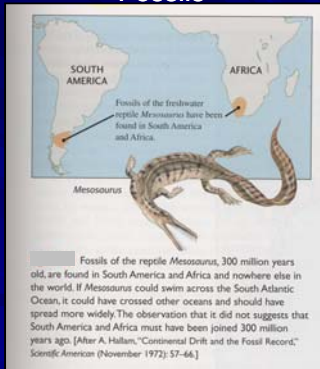 SOUTH
AMERICA
AFRICA
Fossils of the freshwater
reptile Mesosaurus have been
found in South America
and Africa.
Mesosaurus
Fossils of the reptile Mesosaurus, 300 million years
old, are found in South America and Africa and nowhere else in
the world. If Mesosaurus could swim across the South Atlantic
Ocean, it could have crossed other oceans and should have
spread more widely. The observation that it did not suggests that
South America and Africa must have been joined 300 million
years ago. [After A. Hallam, "Continental Drift and the Fossil Record,"
Scientific American (November 1972): 57–66.]